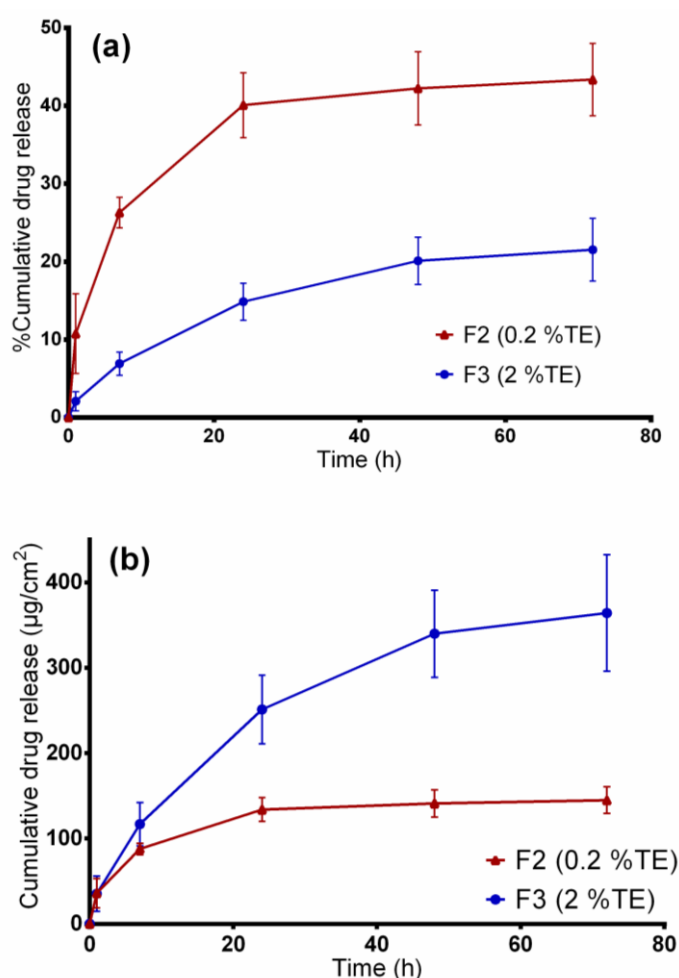 (a)
%Cumulative drug release
50
40
30
20
10
0
F2 (0.2 %TE)
F3 (2 %TE)
0 20 40 60 80
Time (h)
(b)
Cumulative drug release (µg/cm²)
400
300
200
100
0
F2 (0.2 %TE)
F3 (2 %TE)
0 20 40 60 80
Time (h)